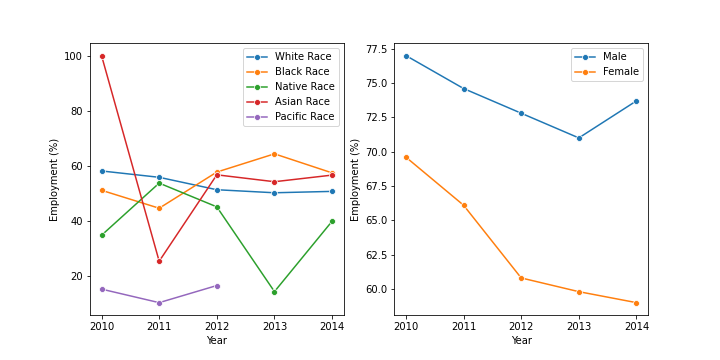 100
80
60
40
20
Employment (%)
2010 2011 2012 2013 2014
Year
White Race
Black Race
Native Race
Asian Race
Pacific Race
77.5
75.0
72.5
70.0
67.5
65.0
62.5
60.0
Employment (%)
2010 2011 2012 2013 2014
Year
Male
Female